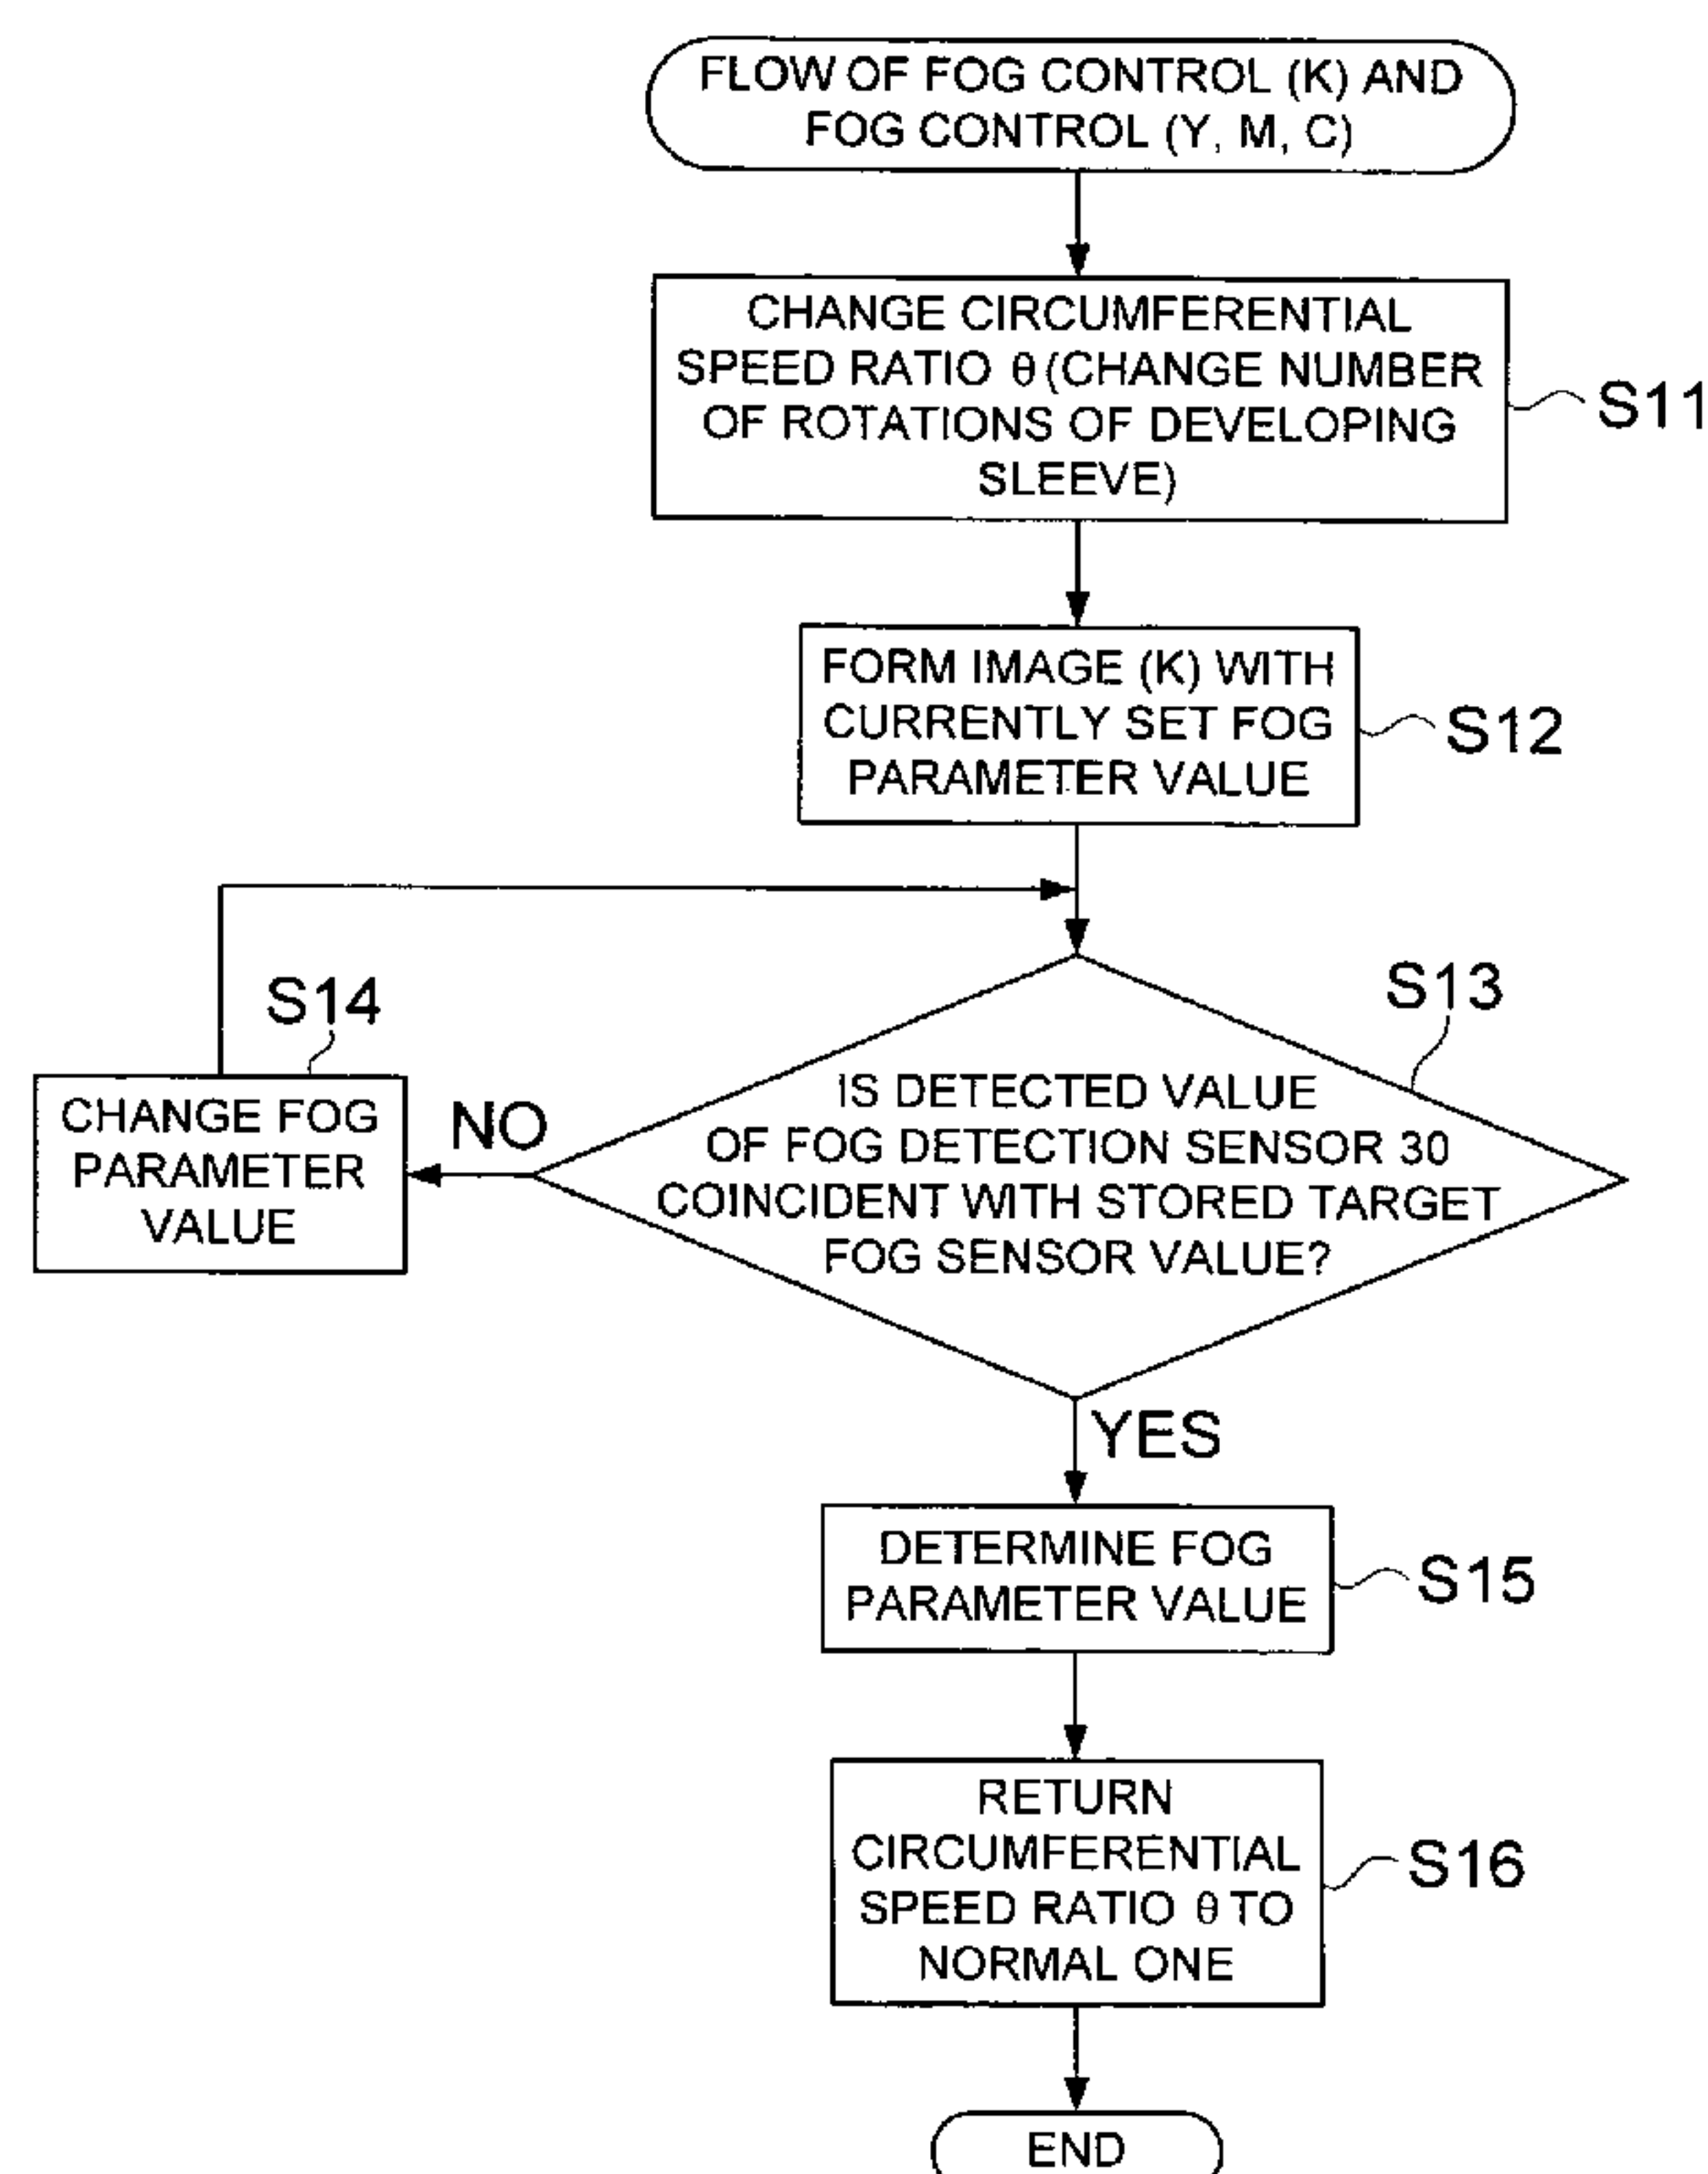 FLOW OF FOG CONTROL (K) AND
FOG CONTROL (Y, M, C)
CHANGE CIRCUMFERENTIAL
SPEED RATIO θ (CHANGE NUMBER
OF ROTATIONS OF DEVELOPING
SLEEVE)
S11
FORM IMAGE (K) WITH
CURRENTLY SET FOG
PARAMETER VALUE
S12
S13
IS DETECTED VALUE
OF FOG DETECTION SENSOR 30
COINCIDENT WITH STORED TARGET
FOG SENSOR VALUE?
NO
S14
CHANGE FOG
PARAMETER
VALUE
YES
DETERMINE FOG
PARAMETER VALUE
S15
RETURN
CIRCUMFERENTIAL
SPEED RATIO θ TO
NORMAL ONE
S16
END